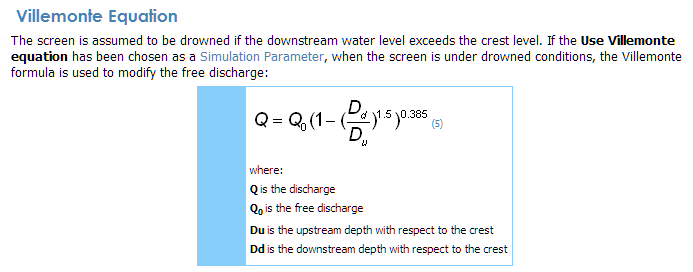 Villemonte Equation
The screen is assumed to be drowned if the downstream water level exceeds the crest level. If the Use Villemonte
equation has been chosen as a Simulation Parameter, when the screen is under drowned conditions, the Villemonte
formula is used to modify the free discharge:
Q = Q₀ (1 − (D_d / D_u)^1.5)^0.385 (5)
where:
Q is the discharge
Q₀ is the free discharge
Du is the upstream depth with respect to the crest
Dd is the downstream depth with respect to the crest